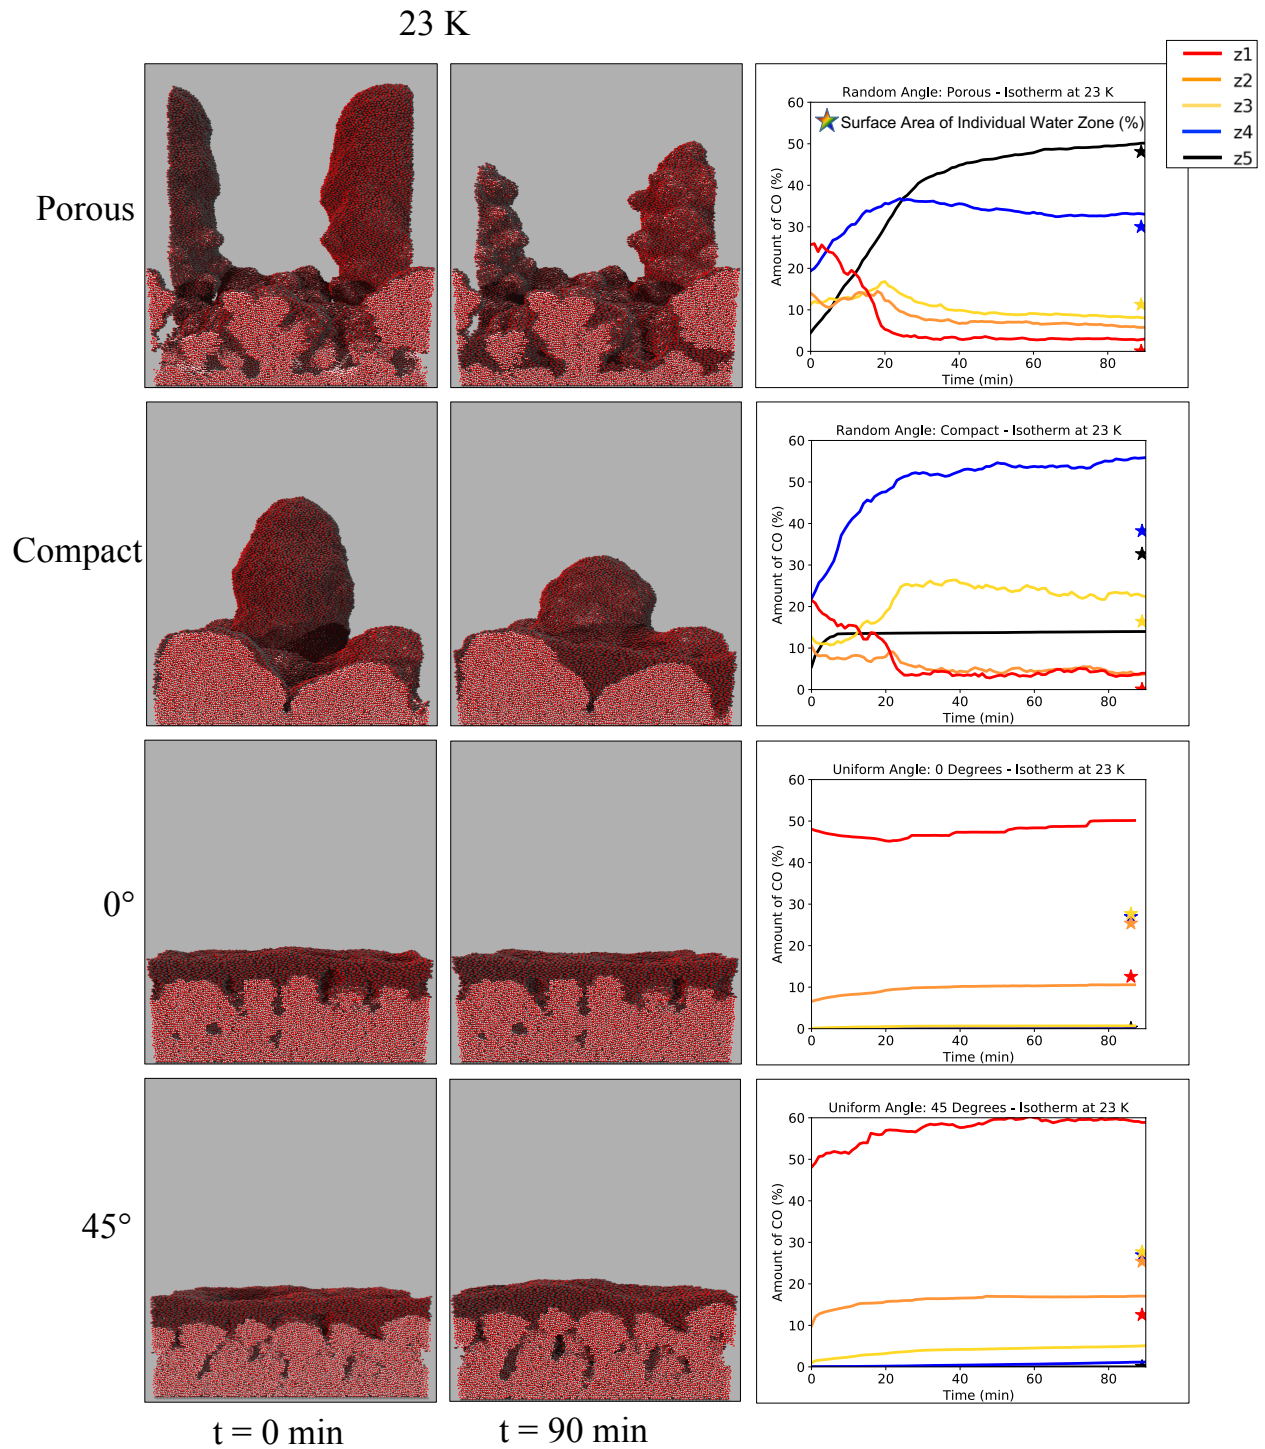 23 K
z1
z2
z3
z4
z5
Porous
Random Angle: Porous - Isotherm at 23 K
Surface Area of Individual Water Zone (%)
Amount of CO (%)
60
50
40
30
20
10
0
0 20 40 60 80
Time (min)
Compact
Random Angle: Compact - Isotherm at 23 K
Amount of CO (%)
60
50
40
30
20
10
0
0 20 40 60 80
Time (min)
0°
Uniform Angle: 0 Degrees - Isotherm at 23 K
Amount of CO (%)
60
50
40
30
20
10
0
0 20 40 60 80
Time (min)
45°
Uniform Angle: 45 Degrees - Isotherm at 23 K
Amount of CO (%)
60
50
40
30
20
10
0
0 20 40 60 80
Time (min)
t = 0 min
t = 90 min